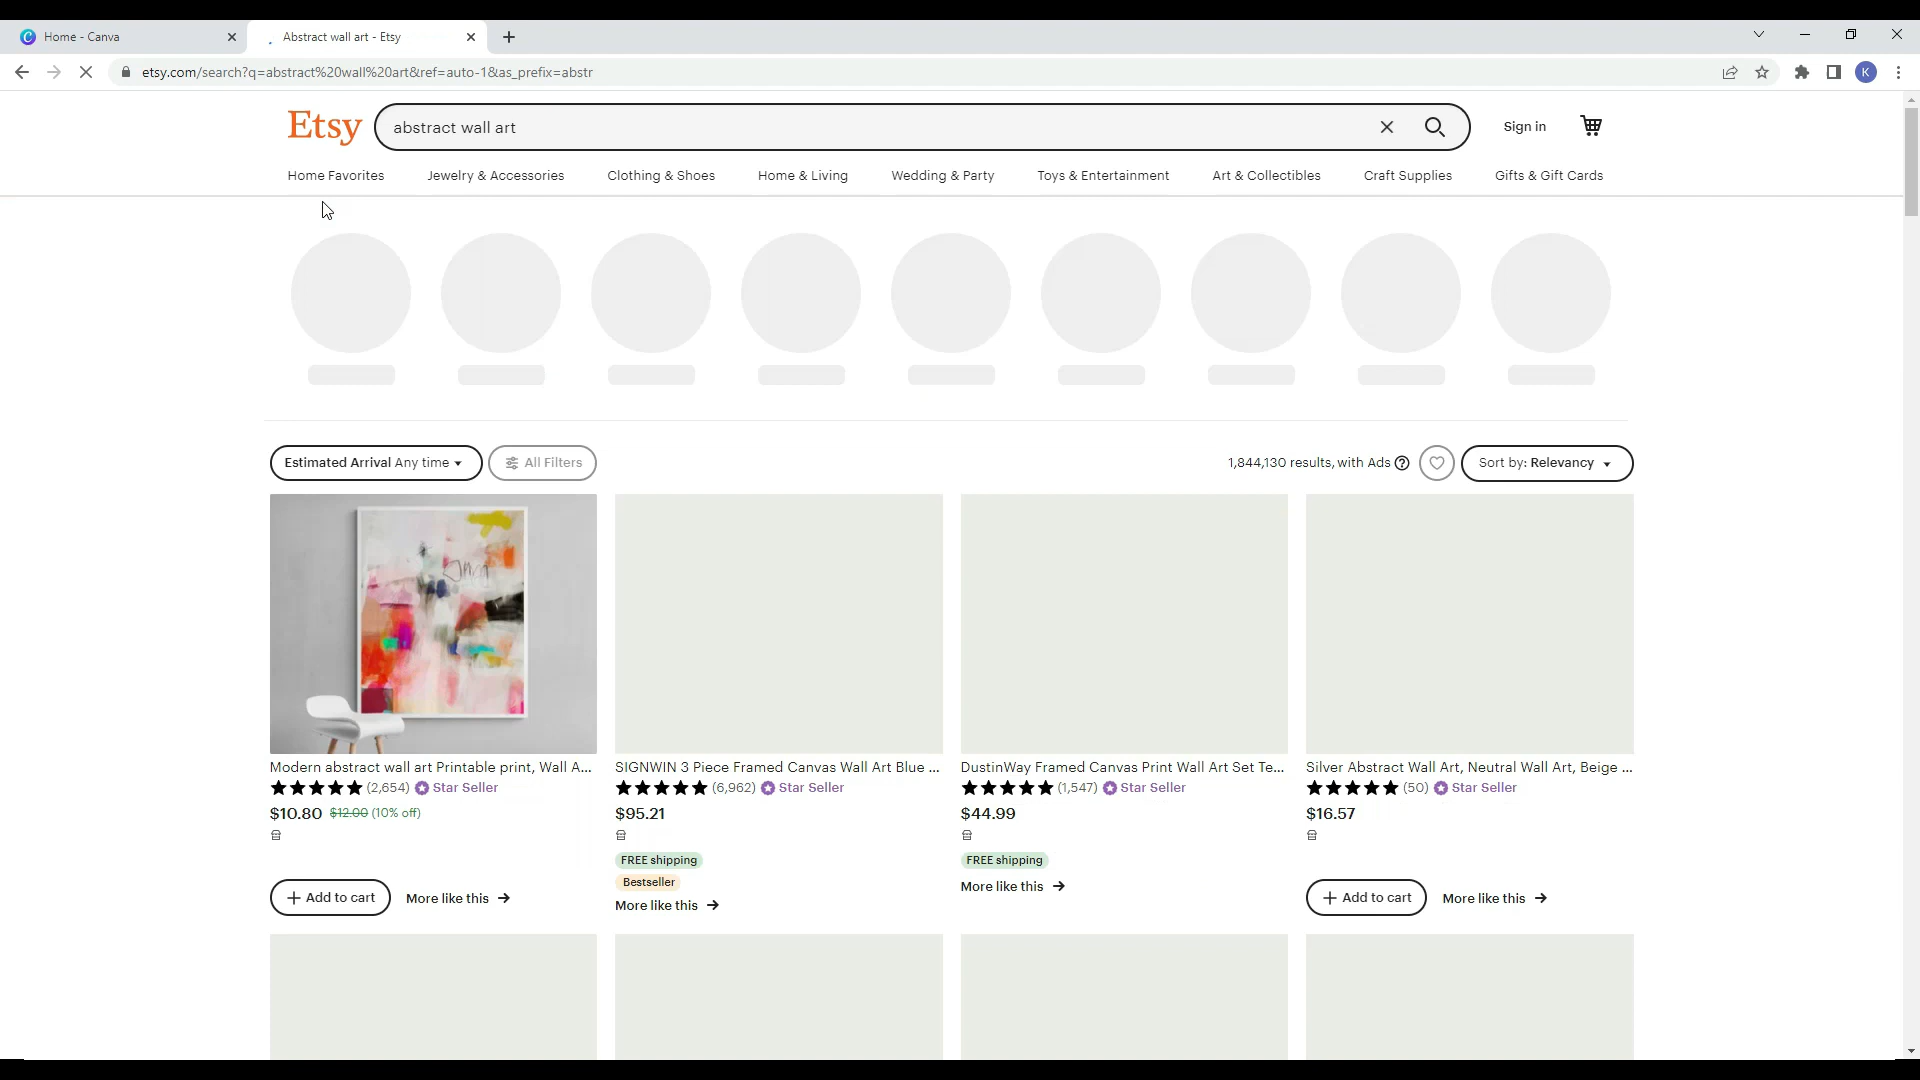 Home - Canva
Abstract wall art - Etsy
etsy.com/search?q=abstract%20wall%20art&ref=auto-1&as_prefix=abstr
K
Etsy
abstract wall art
Sign in
Home Favorites
Jewelry & Accessories
Clothing & Shoes
Home & Living
Wedding & Party
Toys & Entertainment
Art & Collectibles
Craft Supplies
Gifts & Gift Cards
Estimated Arrival Any time
All Filters
1,844,130 results, with Ads
Sort by: Relevancy
Modern abstract wall art Printable print, Wall A...
(2,654) Star Seller
$10.80 $12.00 (10% off)
Add to cart
More like this
SIGNWIN 3 Piece Framed Canvas Wall Art Blue ...
(6,962) Star Seller
$95.21
FREE shipping
Bestseller
More like this
DustinWay Framed Canvas Print Wall Art Set Te...
(1,547) Star Seller
$44.99
FREE shipping
More like this
Silver Abstract Wall Art, Neutral Wall Art, Beige ...
(50) Star Seller
$16.57
Add to cart
More like this